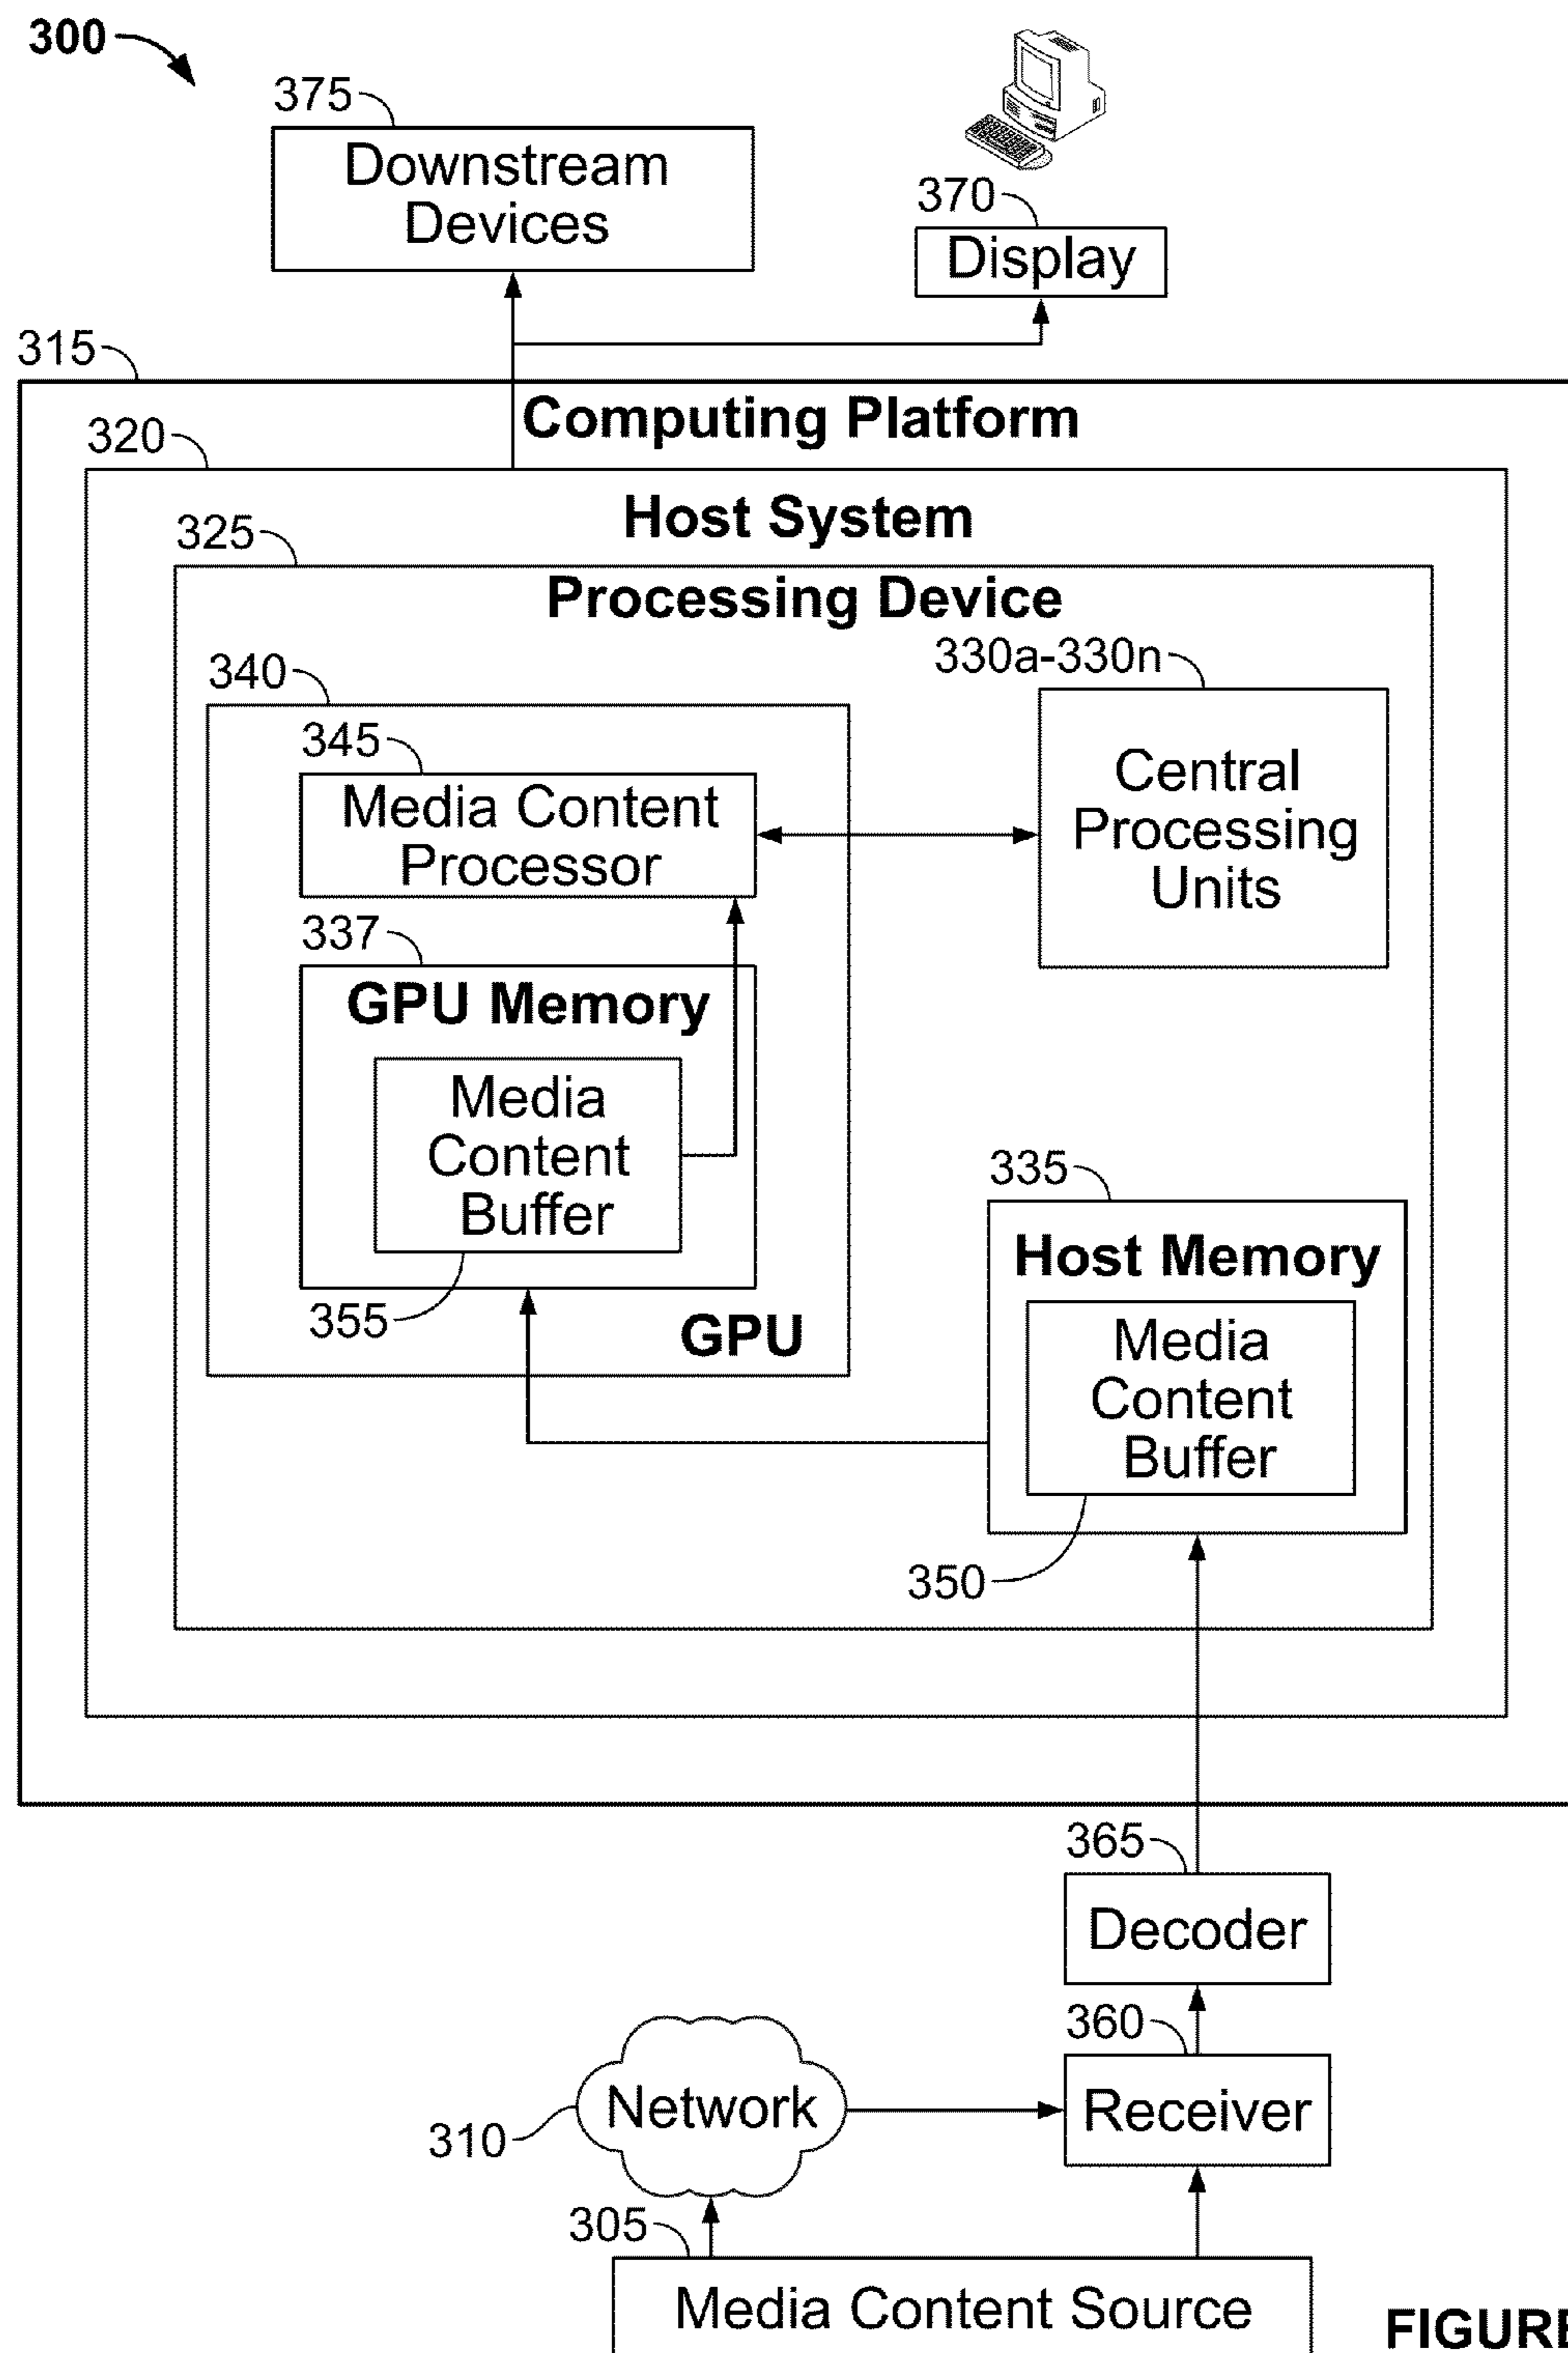 300
375
Downstream
Devices
370
Display
315
Computing Platform
320
Host System
325
Processing Device
330a-330n
340
345
Media Content
Processor
Central
Processing
Units
337
GPU Memory
Media
Content
Buffer
355
GPU
335
Host Memory
Media
Content
Buffer
350
365
Decoder
360
Network
Receiver
310
305
Media Content Source
FIGURE